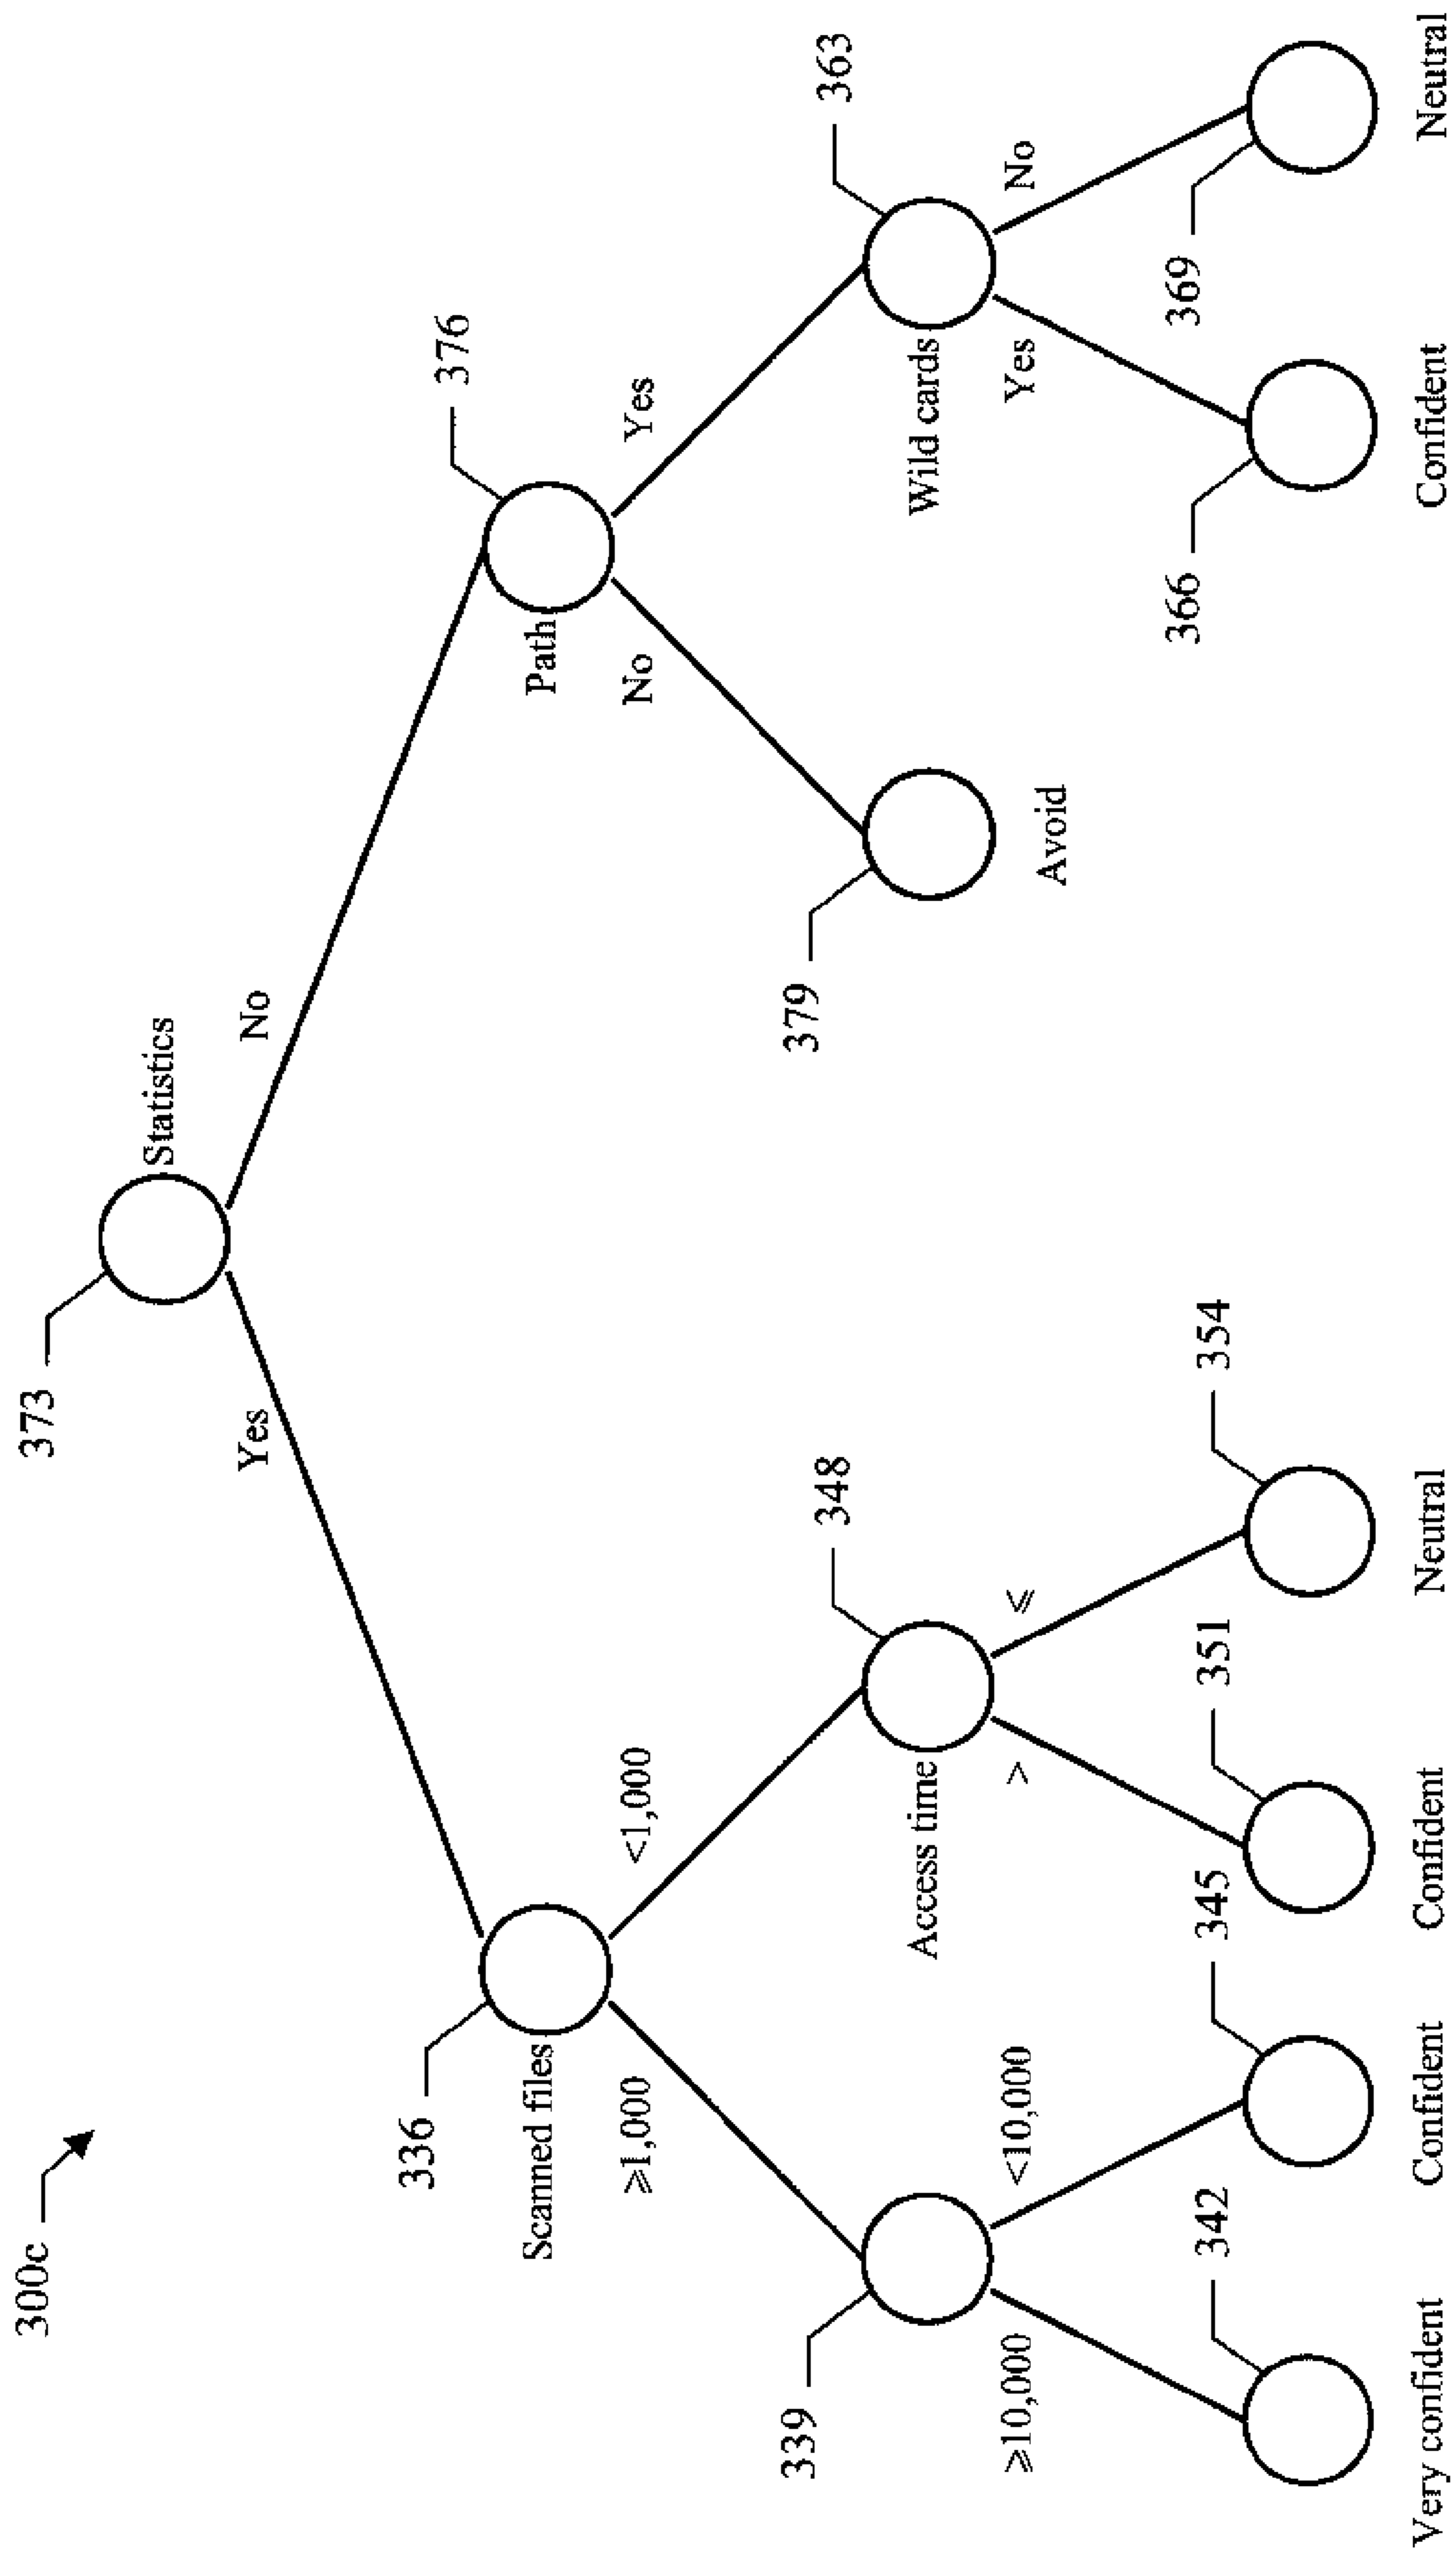 300c
373
Statistics
Yes
No
336
Scanned files
376
Path
≥1,000
<1,000
No
Yes
339
348
Access time
379
Avoid
363
Wild cards
≥10,000
<10,000
>
≤
Yes
No
342
345
351
354
366
369
Very confident
Confident
Confident
Neutral
Confident
Neutral